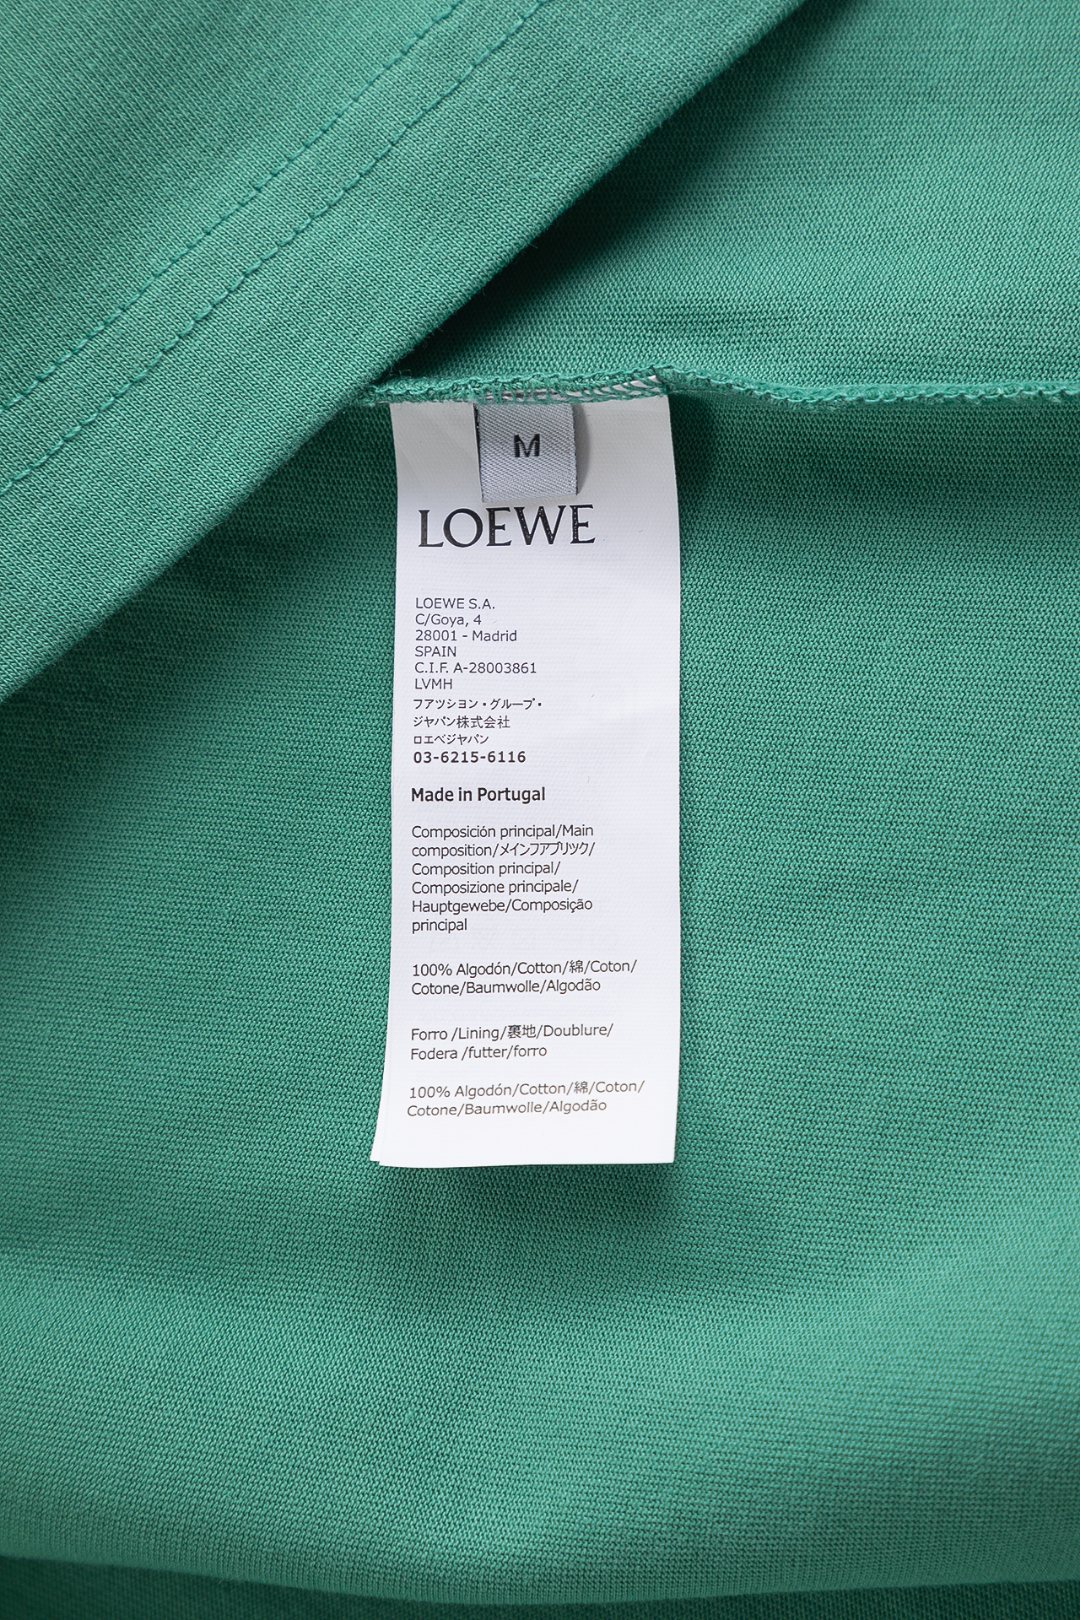 M
LOEWE
LOEWE S.A.
C/Goya, 4
28001 - Madrid
SPAIN
C.I.F. A-28003861
LVMH
フアツシヨン・グループ・
ジャパン株式会社
ロエベジャパン
03-6215-6116
Made in Portugal
Composición principal/Main
composition/メインファブリック/
Composition principal/
Composizione principale/
Hauptgewebe/Composição
principal
100% Algodón/Cotton/綿/Coton/
Cotone/Baumwolle/Algodão
Forro /Lining/裏地/Doublure/
Fodera /futter/forro
100% Algodón/Cotton/綿/Coton/
Cotone/Baumwolle/Algodão